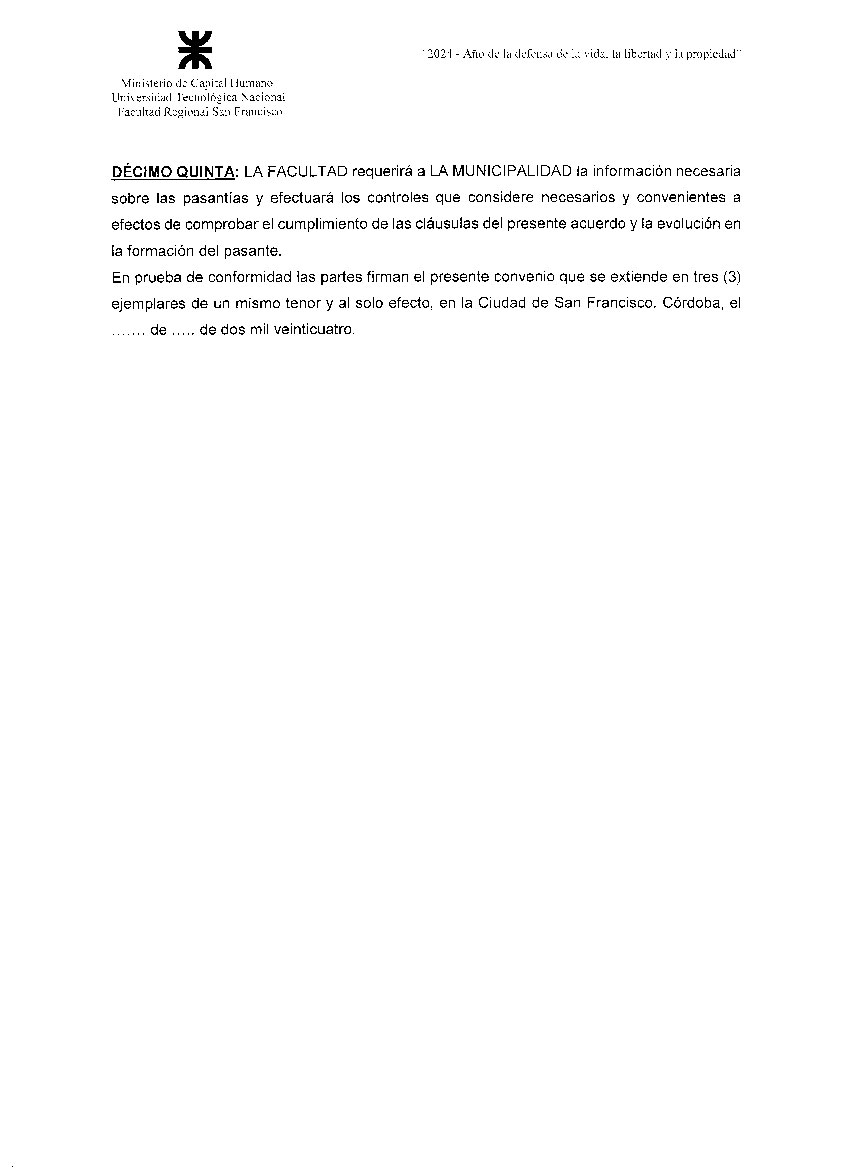 "2024 - Año de la defensa de la vida, la libertad y la propiedad"
Ministerio de Capital Humano
Universidad Tecnológica Nacional
Facultad Regional San Francisco
DÉCIMO QUINTA: LA FACULTAD requerirá a LA MUNICIPALIDAD la información necesaria
sobre las pasantías y efectuará los controles que considere necesarios y convenientes a
efectos de comprobar el cumplimiento de las cláusulas del presente acuerdo y la evolución en
la formación del pasante.
En prueba de conformidad las partes firman el presente convenio que se extiende en tres (3)
ejemplares de un mismo tenor y al solo efecto, en la Ciudad de San Francisco. Córdoba, el
....... de ..... de dos mil veinticuatro.